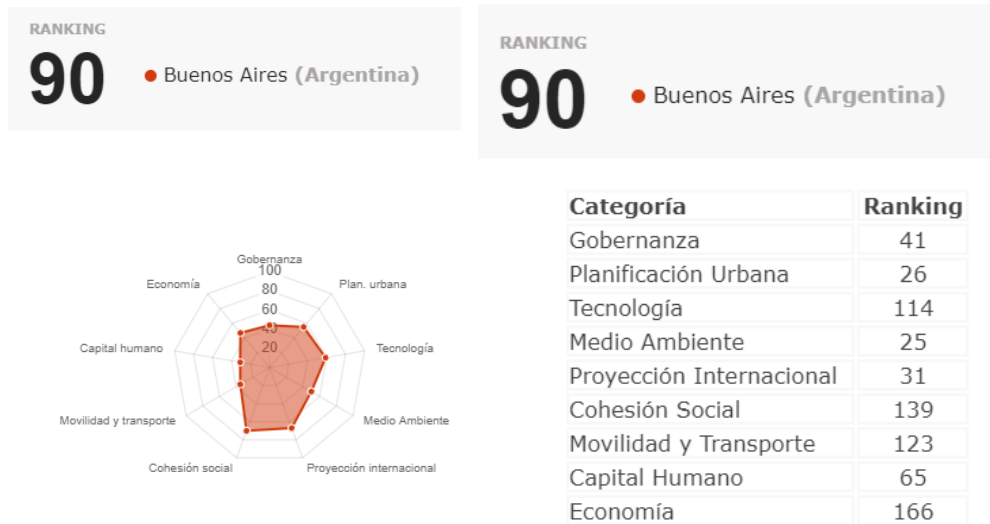 RANKING
90
Buenos Aires (Argentina)
Gobernanza
100
80
60
40
20
Economía
Plan. urbana
Capital humano
Tecnología
Movilidad y transporte
Medio Ambiente
Cohesión social
Proyección internacional
RANKING
90
Buenos Aires (Argentina)
Categoría Ranking
Gobernanza 41
Planificación Urbana 26
Tecnología 114
Medio Ambiente 25
Proyección Internacional 31
Cohesión Social 139
Movilidad y Transporte 123
Capital Humano 65
Economía 166